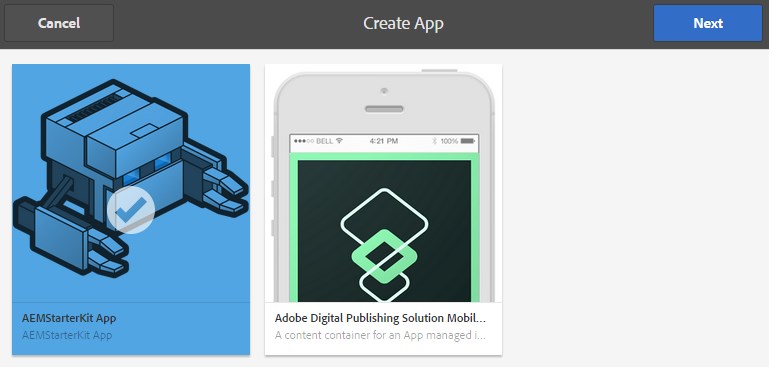 Cancel
Create App
Next
●●●○○ BELL
4:21 PM
100%
AEMStarterKit App
AEMStarterKit App
Adobe Digital Publishing Solution Mobil...
A content container for an App managed i...